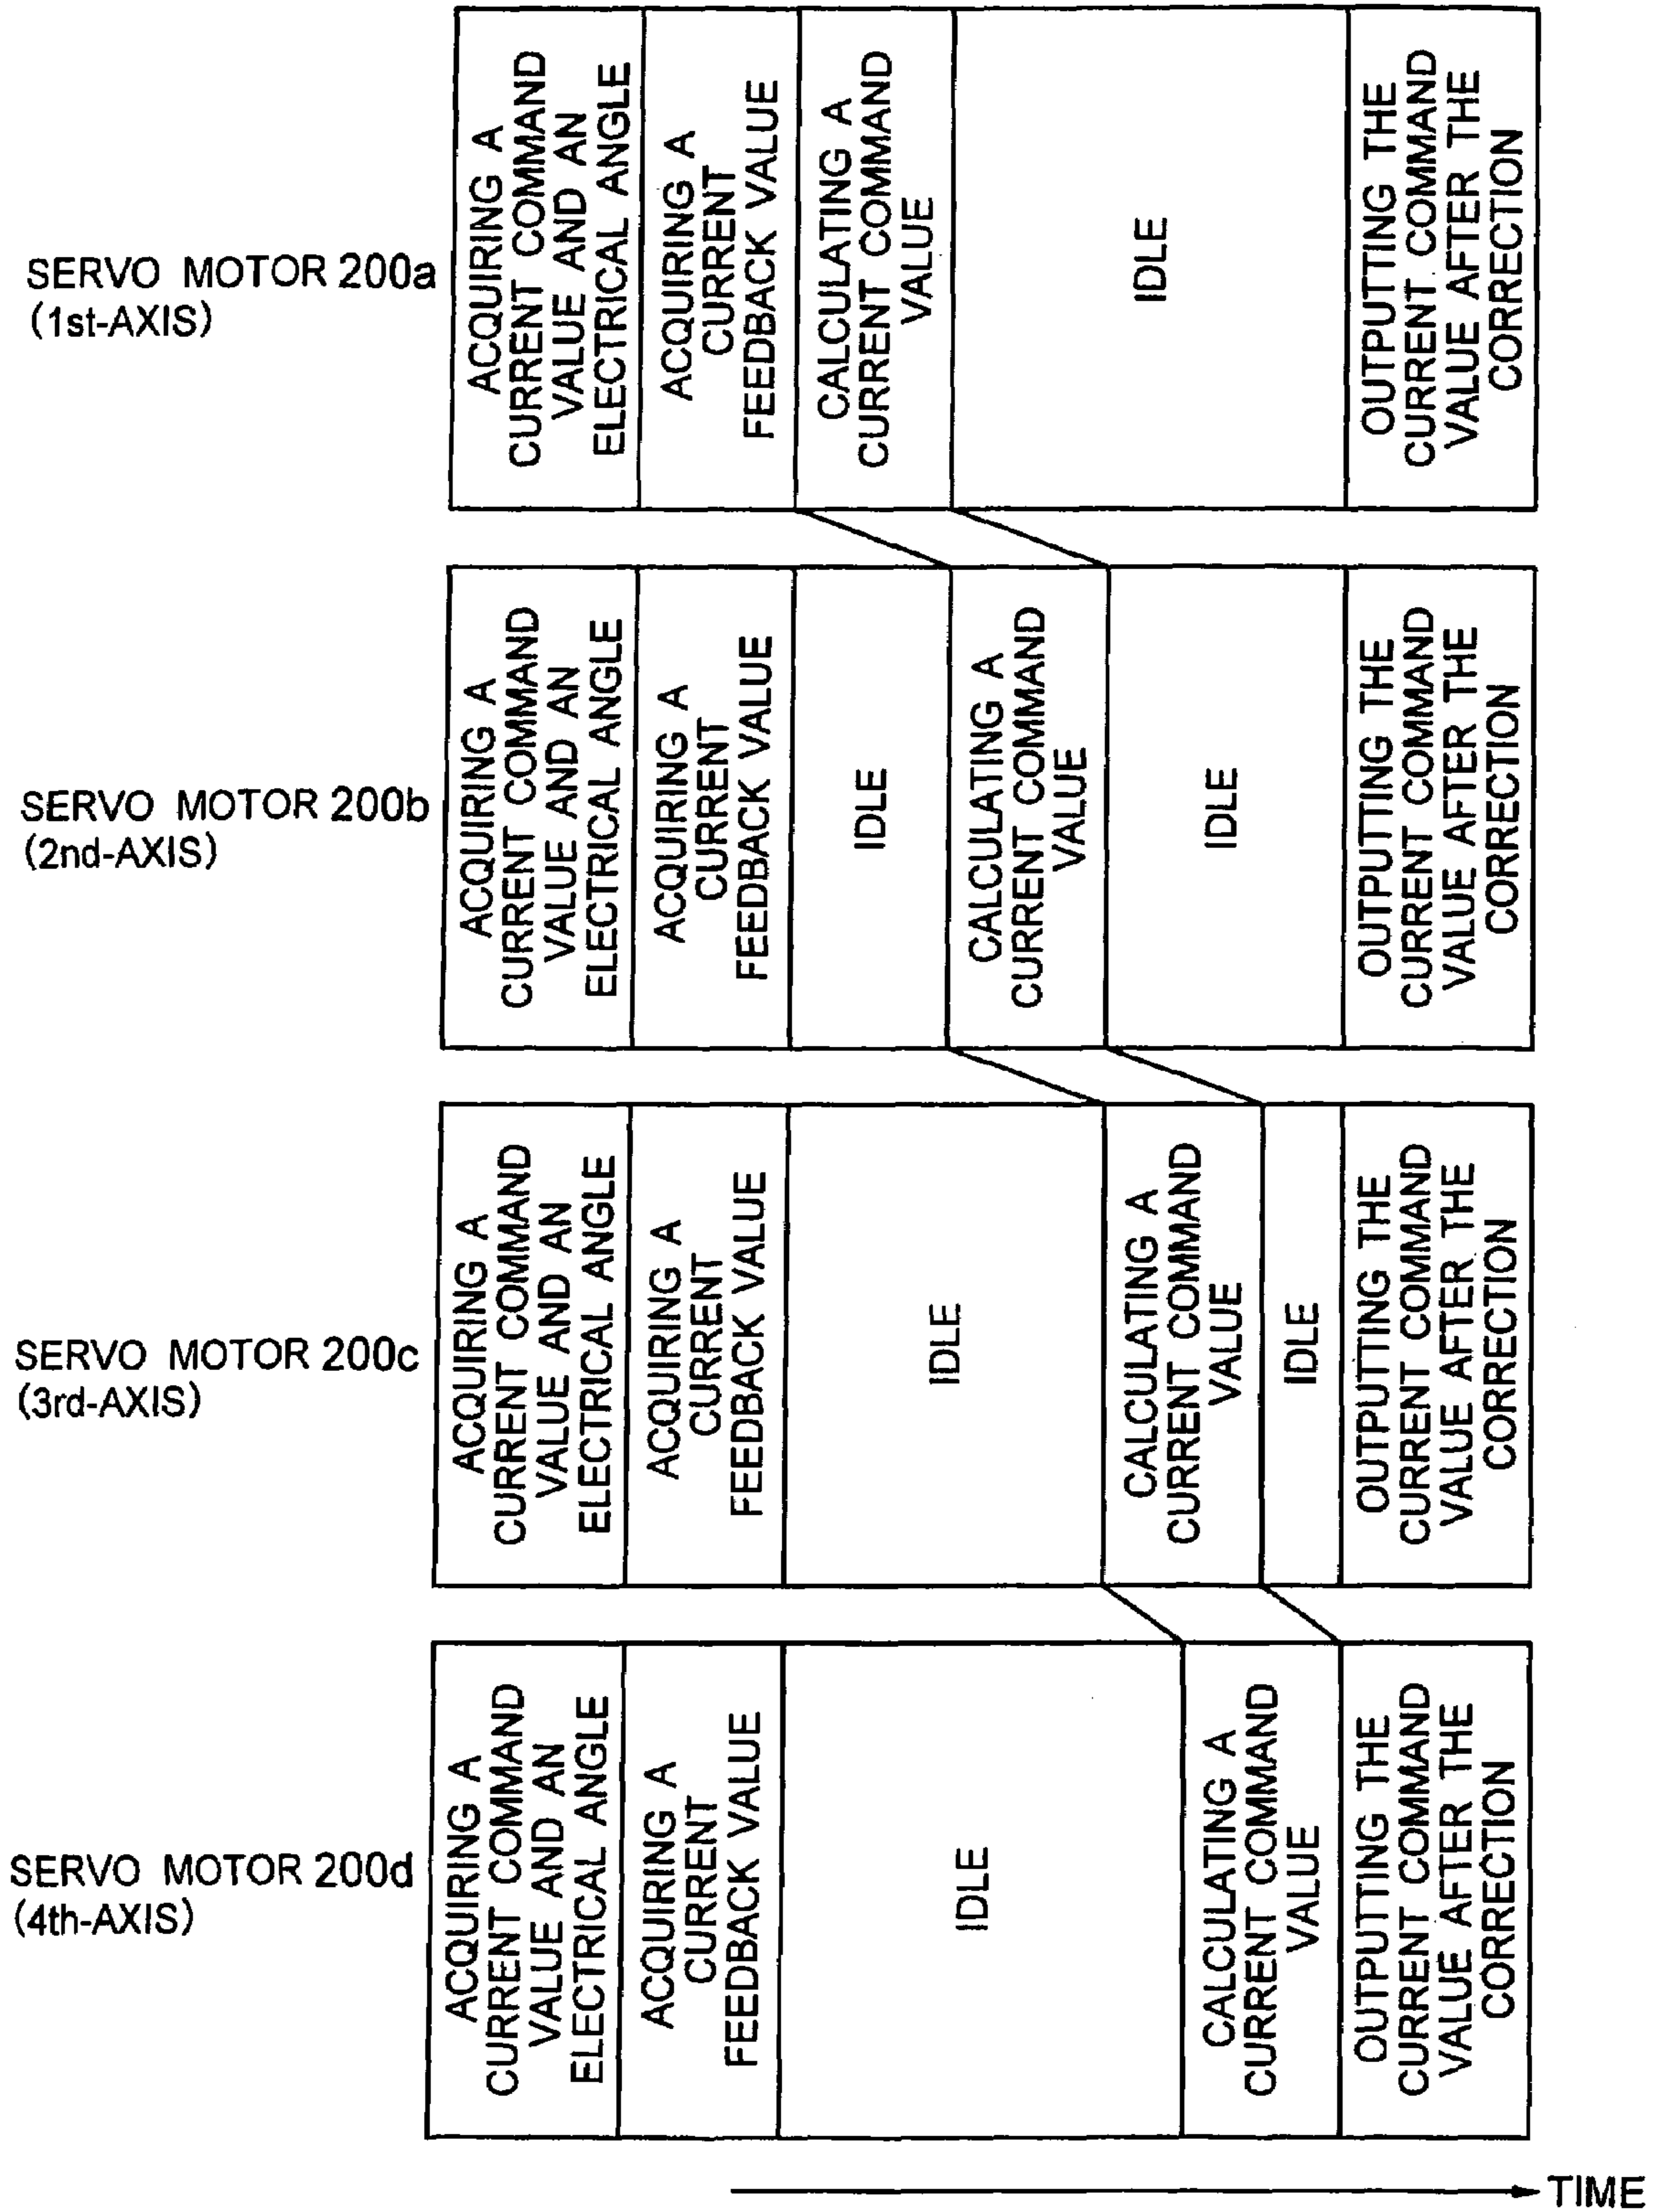 SERVO MOTOR 200a
(1st-AXIS)
ACQUIRING A
CURRENT COMMAND
VALUE AND AN
ELECTRICAL ANGLE
ACQUIRING A
CURRENT
FEEDBACK VALUE
CALCULATING A
CURRENT COMMAND
VALUE
IDLE
OUTPUTTING THE
CURRENT COMMAND
VALUE AFTER THE
CORRECTION
SERVO MOTOR 200b
(2nd-AXIS)
ACQUIRING A
CURRENT COMMAND
VALUE AND AN
ELECTRICAL ANGLE
ACQUIRING A
CURRENT
FEEDBACK VALUE
IDLE
CALCULATING A
CURRENT COMMAND
VALUE
IDLE
OUTPUTTING THE
CURRENT COMMAND
VALUE AFTER THE
CORRECTION
SERVO MOTOR 200c
(3rd-AXIS)
ACQUIRING A
CURRENT COMMAND
VALUE AND AN
ELECTRICAL ANGLE
ACQUIRING A
CURRENT
FEEDBACK VALUE
IDLE
CALCULATING A
CURRENT COMMAND
VALUE
IDLE
OUTPUTTING THE
CURRENT COMMAND
VALUE AFTER THE
CORRECTION
SERVO MOTOR 200d
(4th-AXIS)
ACQUIRING A
CURRENT COMMAND
VALUE AND AN
ELECTRICAL ANGLE
ACQUIRING A
CURRENT
FEEDBACK VALUE
IDLE
CALCULATING A
CURRENT COMMAND
VALUE
OUTPUTTING THE
CURRENT COMMAND
VALUE AFTER THE
CORRECTION
TIME